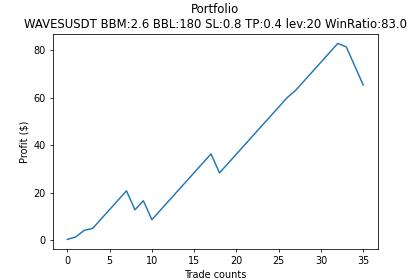 Portfolio
WAVESUSDT BBM:2.6 BBL:180 SL:0.8 TP:0.4 lev:20 WinRatio:83.0
Profit ($)
80
60
40
20
0
0 5 10 15 20 25 30 35
Trade counts